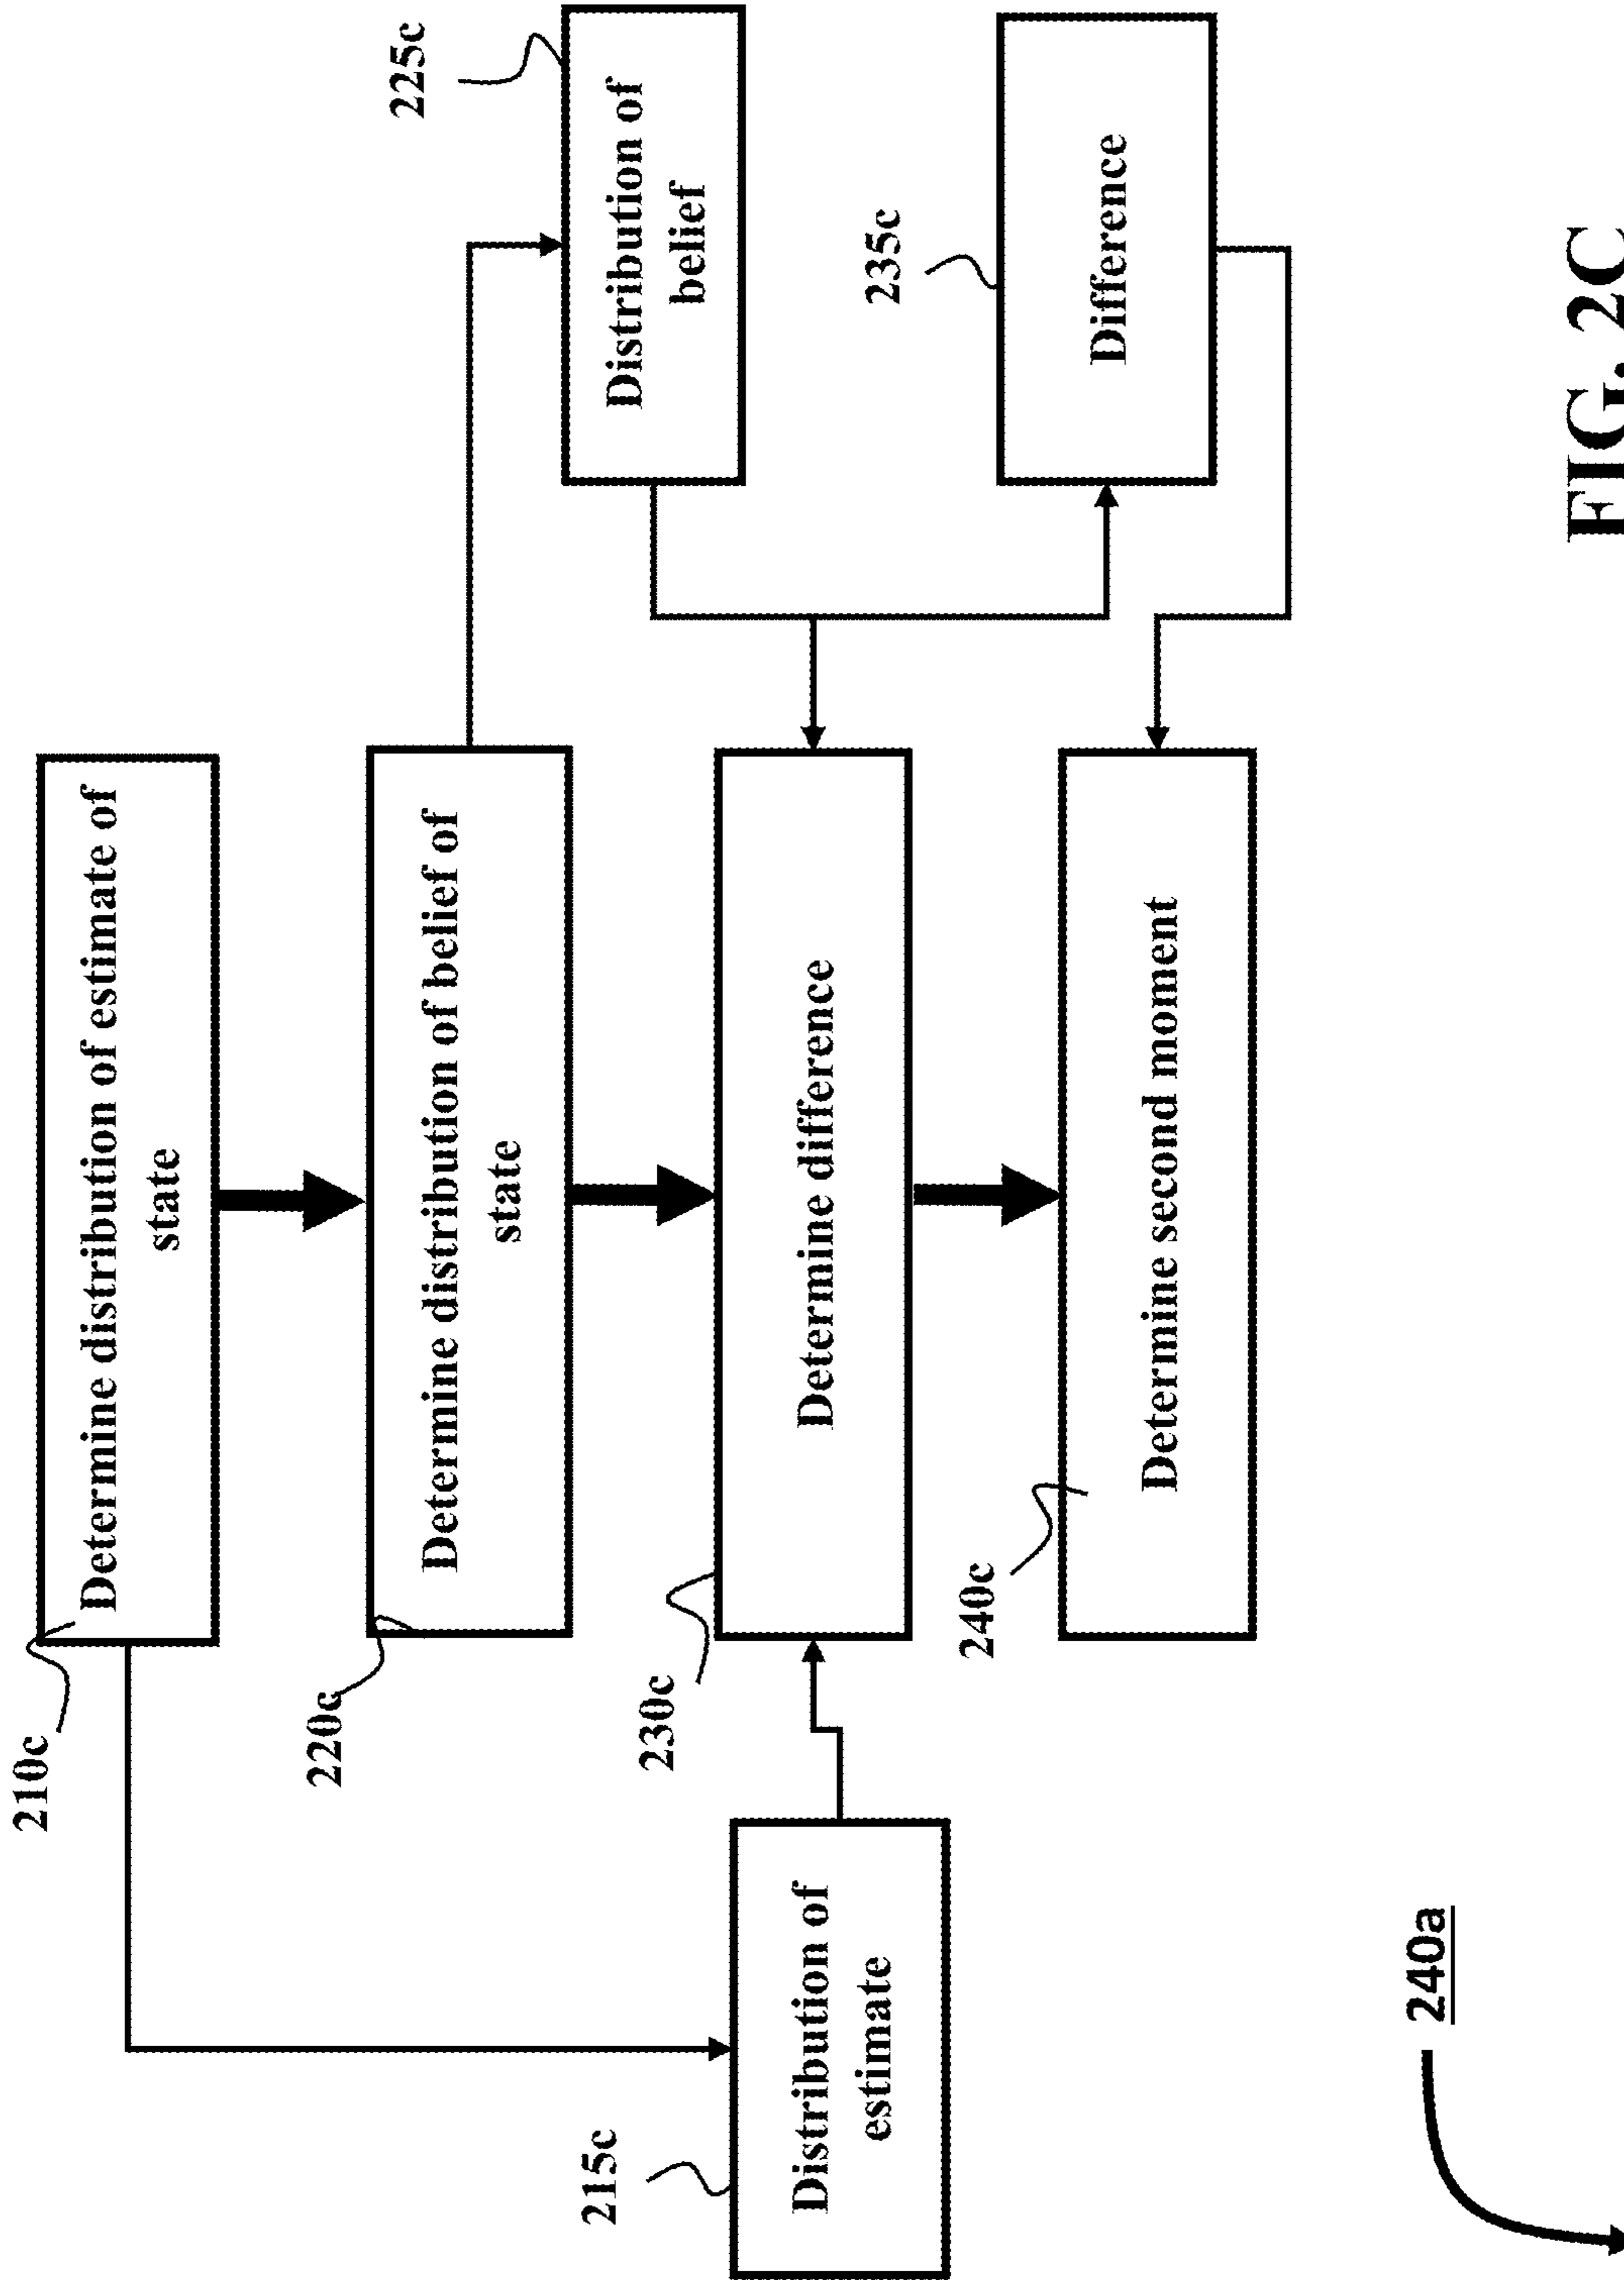 210c
Determine distribution of estimate of
state
220c
Determine distribution of belief of
state
225c
Distribution of
belief
215c
Distribution of
estimate
230c
Determine difference
235c
Difference
240c
Determine second moment
240a
FIG. 2C